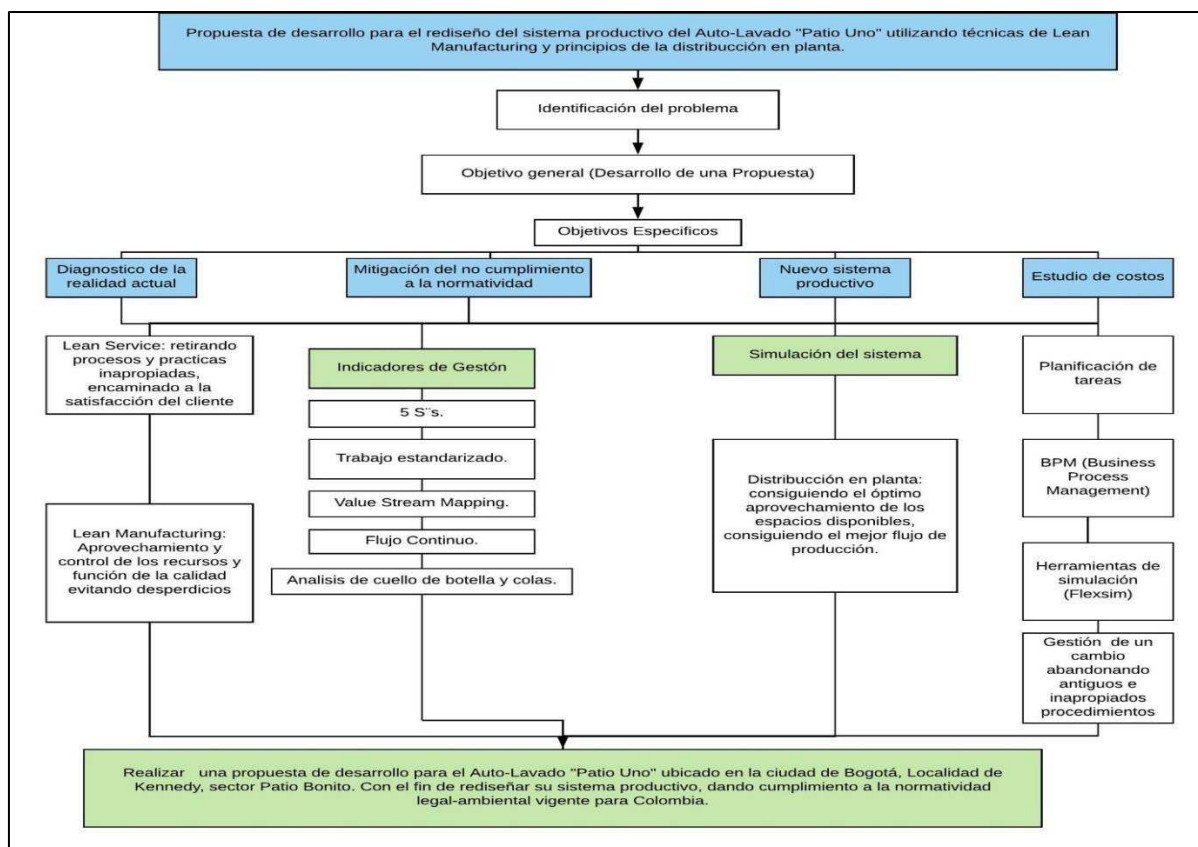 Propuesta de desarrollo para el rediseño del sistema productivo del Auto-Lavado "Patio Uno" utilizando técnicas de Lean
Manufacturing y principios de la distribución en planta.
Identificación del problema
Objetivo general (Desarrollo de una Propuesta)
Objetivos Especificos
Diagnostico de la
realidad actual
Mitigación del no cumplimiento
a la normatividad
Nuevo sistema
productivo
Estudio de costos
Lean Service: retirando
procesos y practicas
inapropiadas,
encaminado a la
satisfacción del cliente
Lean Manufacturing:
Aprovechamiento y
control de los recursos y
función de la calidad
evitando desperdicios
Indicadores de Gestón
5 S¨s.
Trabajo estandarizado.
Value Stream Mapping.
Flujo Continuo.
Analisis de cuello de botella y colas.
Simulación del sistema
Distribución en planta:
consiguiendo el óptimo
aprovechamiento de los
espacios disponibles,
consiguiendo el mejor flujo de
producción.
Planificación de
tareas
BPM (Business
Process
Management)
Herramientas de
simulación
(Flexsim)
Gestión de un
cambio
abandonando
antiguos e
inapropiados
procedimientos
Realizar una propuesta de desarrollo para el Auto-Lavado "Patio Uno" ubicado en la ciudad de Bogotá, Localidad de
Kennedy, sector Patio Bonito. Con el fin de rediseñar su sistema productivo, dando cumplimiento a la normatividad
legal-ambiental vigente para Colombia.